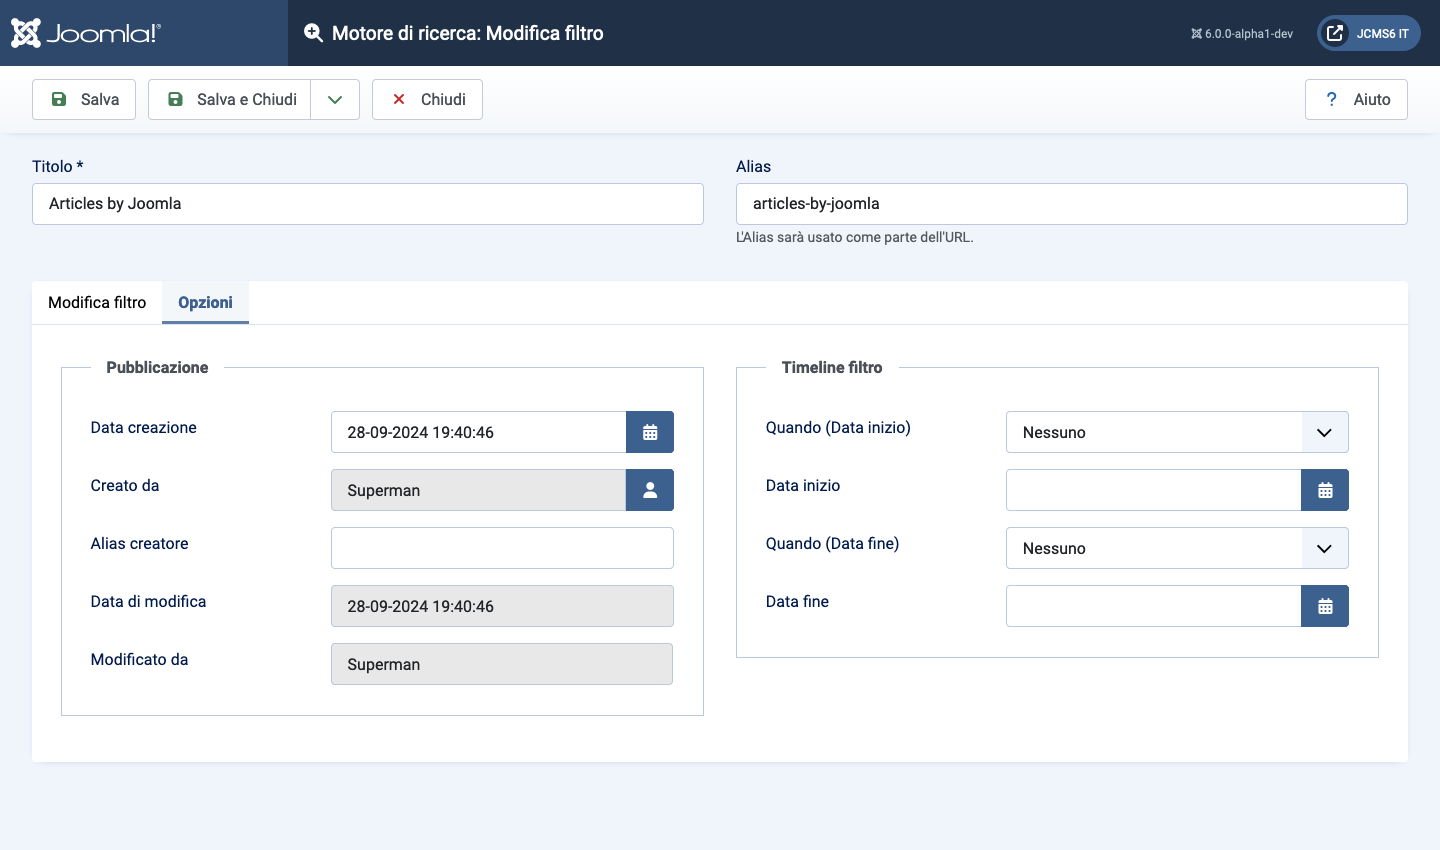 Joomla!®
Motore di ricerca: Modifica filtro
6.0.0-alpha1-dev
JCMS6 IT
Salva
Salva e Chiudi
Chiudi
? Aiuto
Titolo *
Articles by Joomla
Alias
articles-by-joomla
L'Alias sarà usato come parte dell'URL.
Modifica filtro
Opzioni
Pubblicazione
Data creazione
28-09-2024 19:40:46
Creato da
Superman
Alias creatore
Data di modifica
28-09-2024 19:40:46
Modificato da
Superman
Timeline filtro
Quando (Data inizio)
Nessuno
Data inizio
Quando (Data fine)
Nessuno
Data fine